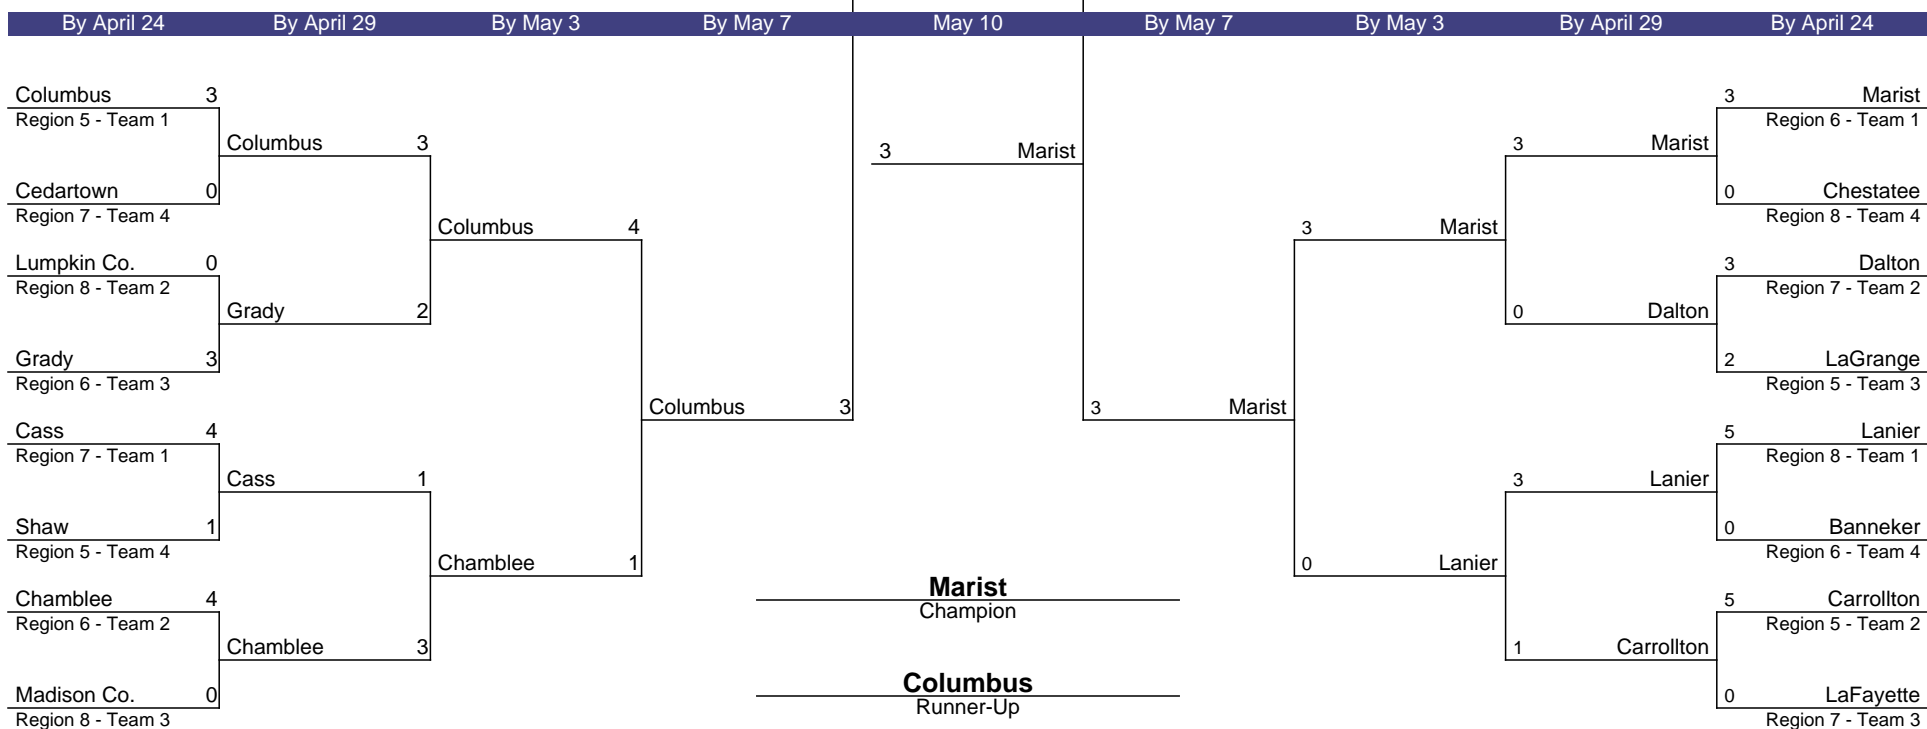 By April 24 By April 29 By May 3 By May 7 May 10 By May 7 By May 3 By April 29 By April 24
Columbus 3
Region 5 - Team 1
Cedartown 0
Region 7 - Team 4
Lumpkin Co. 0
Region 8 - Team 2
Grady 3
Region 6 - Team 3
Cass 4
Region 7 - Team 1
Shaw 1
Region 5 - Team 4
Chamblee 4
Region 6 - Team 2
Madison Co. 0
Region 8 - Team 3
Columbus 3
Grady 2
Cass 1
Chamblee 3
Columbus 4
Chamblee 1
Columbus 3
3 Marist
Marist
Champion
Columbus
Runner-Up
3 Marist
3 Marist
0 Lanier
3 Marist
0 Dalton
3 Lanier
1 Carrollton
3 Marist
Region 6 - Team 1
0 Chestatee
Region 8 - Team 4
3 Dalton
Region 7 - Team 2
2 LaGrange
Region 5 - Team 3
5 Lanier
Region 8 - Team 1
0 Banneker
Region 6 - Team 4
5 Carrollton
Region 5 - Team 2
0 LaFayette
Region 7 - Team 3